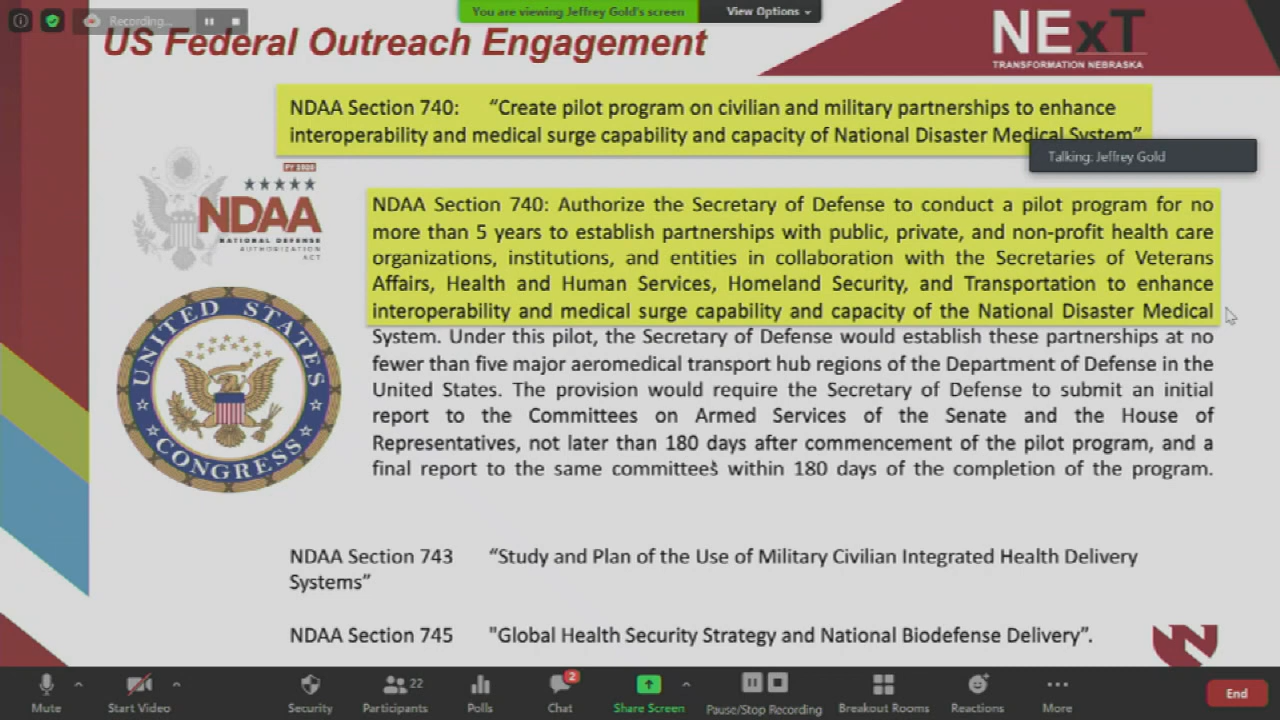 Recording...
You are viewing Jeffrey Gold's screen
View Options
US Federal Outreach Engagement
NExT
TRANSFORMATION NEBRASKA
NDAA Section 740: “Create pilot program on civilian and military partnerships to enhance
interoperability and medical surge capability and capacity of National Disaster Medical System”
Talking: Jeffrey Gold
FY 2020
NDAA
NATIONAL DEFENSE
AUTHORIZATION
ACT
NDAA Section 740: Authorize the Secretary of Defense to conduct a pilot program for no
more than 5 years to establish partnerships with public, private, and non-profit health care
organizations, institutions, and entities in collaboration with the Secretaries of Veterans
Affairs, Health and Human Services, Homeland Security, and Transportation to enhance
interoperability and medical surge capability and capacity of the National Disaster Medical
System. Under this pilot, the Secretary of Defense would establish these partnerships at no
fewer than five major aeromedical transport hub regions of the Department of Defense in the
United States. The provision would require the Secretary of Defense to submit an initial
report to the Committees on Armed Services of the Senate and the House of
Representatives, not later than 180 days after commencement of the pilot program, and a
final report to the same committees within 180 days of the completion of the program.
UNITED STATES
CONGRESS
NDAA Section 743 “Study and Plan of the Use of Military Civilian Integrated Health Delivery
Systems”
NDAA Section 745 "Global Health Security Strategy and National Biodefense Delivery”.
N
Mute
Start Video
Security
Participants
22
Polls
Chat
2
Share Screen
Pause/Stop Recording
Breakout Rooms
Reactions
More
End